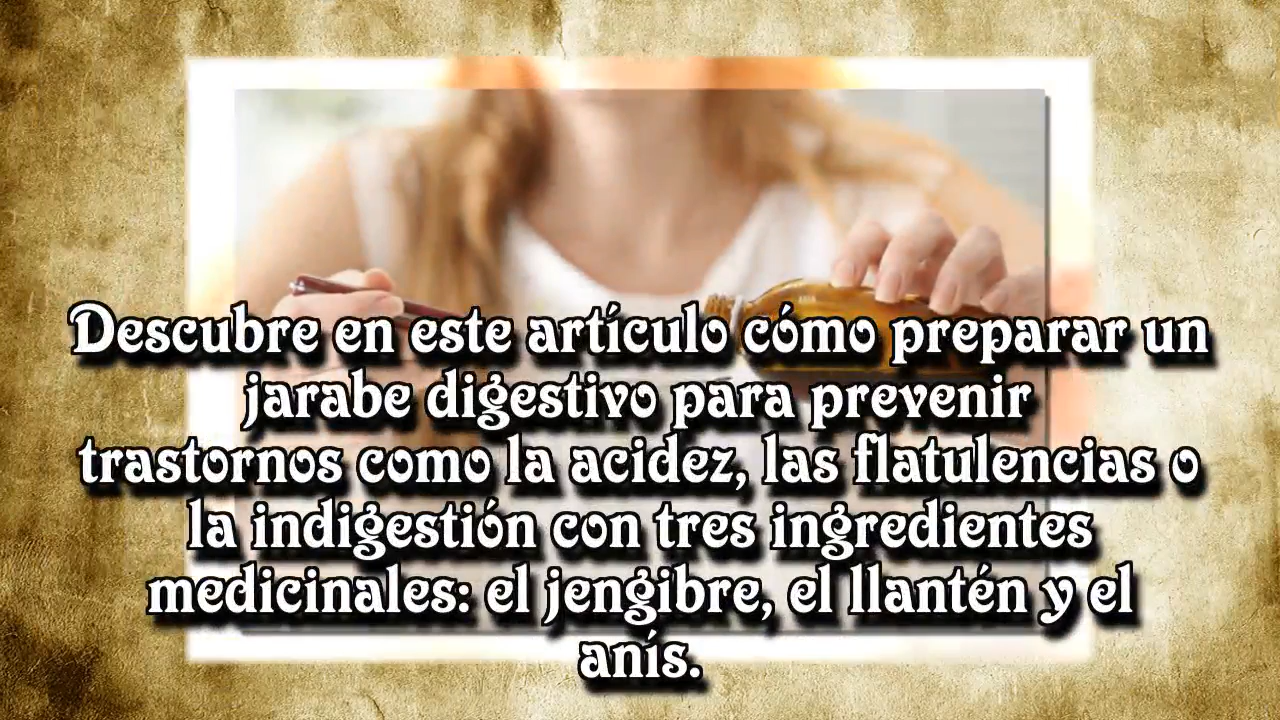 Descubre en este artículo cómo preparar un
jarabe digestivo para prevenir
trastornos como la acidez, las flatulencias o
la indigestión con tres ingredientes
medicinales: el jengibre, el llantén y el
anís.